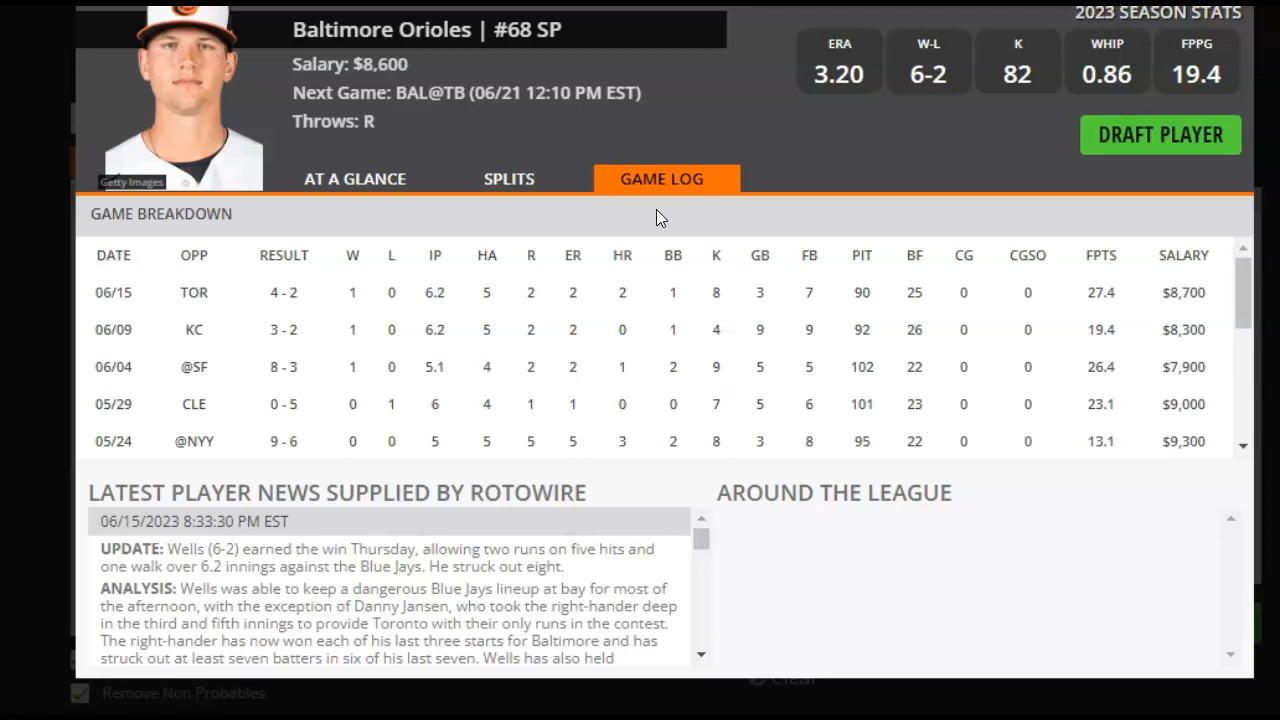 Baltimore Orioles | #68 SP
Salary: $8,600
Next Game: BAL@TB (06/21 12:10 PM EST)
Throws: R
2023 SEASON STATS
ERA W-L K WHIP FPPG
3.20 6-2 82 0.86 19.4
DRAFT PLAYER
Getty Images
AT A GLANCE SPLITS GAME LOG
GAME BREAKDOWN
DATE OPP RESULT W L IP HA R ER HR BB K GB FB PIT BF CG CGSO FPTS SALARY
06/15 TOR 4 - 2 1 0 6.2 5 2 2 2 1 8 3 7 90 25 0 0 27.4 $8,700
06/09 KC 3 - 2 1 0 6.2 5 2 2 0 1 4 9 9 92 26 0 0 19.4 $8,300
06/04 @SF 8 - 3 1 0 5.1 4 2 2 1 2 9 5 5 102 22 0 0 26.4 $7,900
05/29 CLE 0 - 5 0 1 6 4 1 1 0 0 7 5 6 101 23 0 0 23.1 $9,000
05/24 @NYY 9 - 6 0 0 5 5 5 5 3 2 8 3 8 95 22 0 0 13.1 $9,300
LATEST PLAYER NEWS SUPPLIED BY ROTOWIRE
06/15/2023 8:33:30 PM EST
UPDATE: Wells (6-2) earned the win Thursday, allowing two runs on five hits and
one walk over 6.2 innings against the Blue Jays. He struck out eight.
ANALYSIS: Wells was able to keep a dangerous Blue Jays lineup at bay for most of
the afternoon, with the exception of Danny Jansen, who took the right-hander deep
in the third and fifth innings to provide Toronto with their only runs in the contest.
The right-hander has now won each of his last three starts for Baltimore and has
struck out at least seven batters in six of his last seven. Wells has also held
AROUND THE LEAGUE
Remove Non Probables
Clear